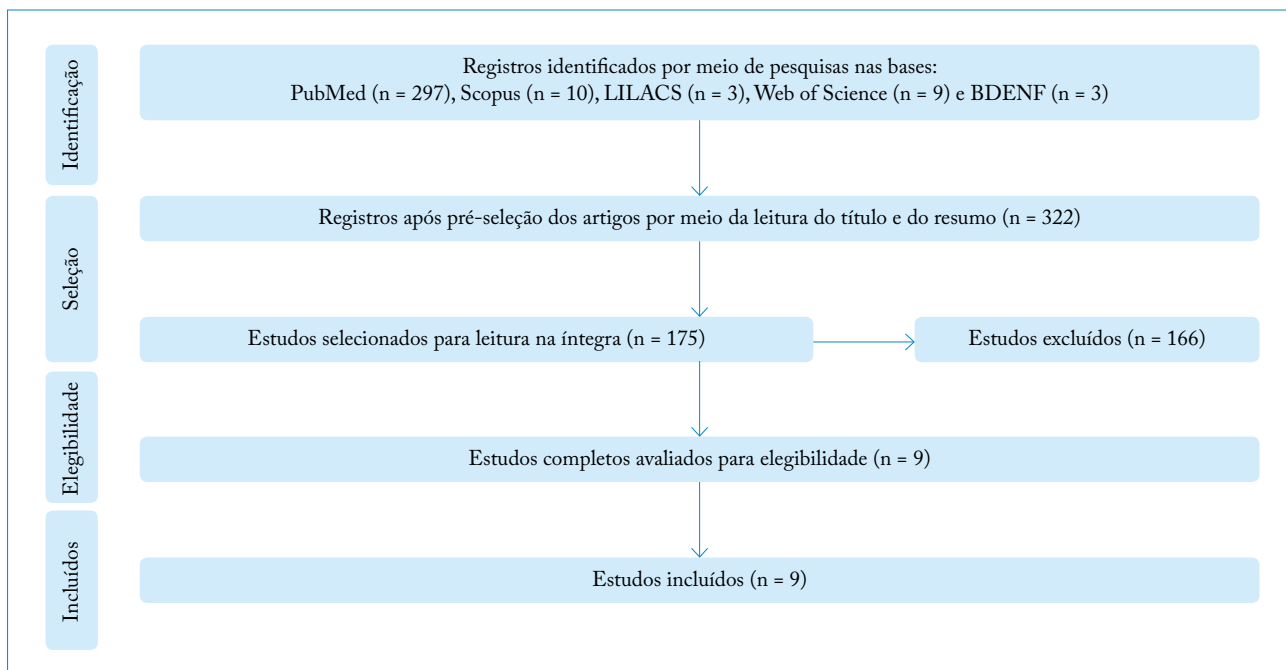 Identificação
Registros identificados por meio de pesquisas nas bases:
PubMed (n = 297), Scopus (n = 10), LILACS (n = 3), Web of Science (n = 9) e BDENF (n = 3)
Seleção
Registros após pré-seleção dos artigos por meio da leitura do título e do resumo (n = 322)
Estudos selecionados para leitura na íntegra (n = 175)
Estudos excluídos (n = 166)
Elegibilidade
Estudos completos avaliados para elegibilidade (n = 9)
Incluídos
Estudos incluídos (n = 9)